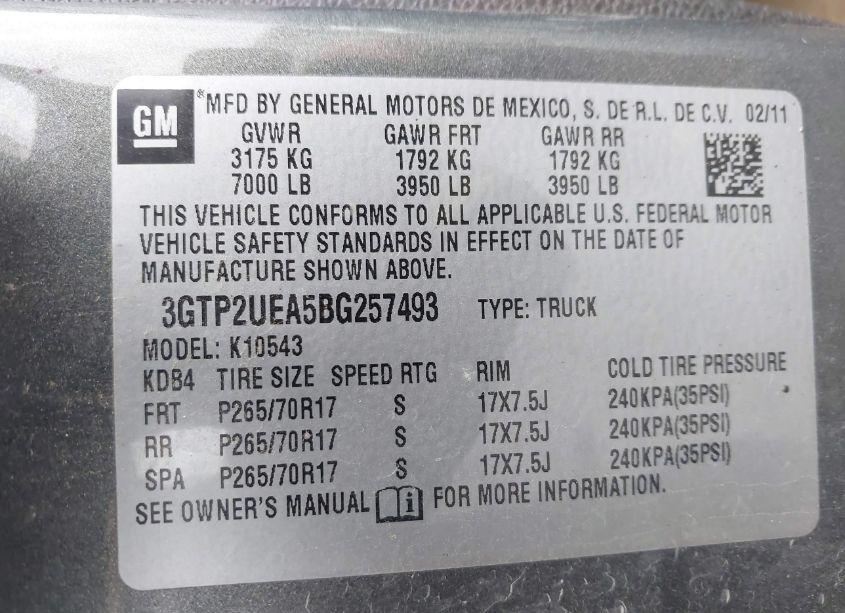 GM ® MFD BY GENERAL MOTORS DE MEXICO, S. DE R.L. DE C.V. 02/11
GVWR GAWR FRT GAWR RR
3175 KG 1792 KG 1792 KG
7000 LB 3950 LB 3950 LB
THIS VEHICLE CONFORMS TO ALL APPLICABLE U.S. FEDERAL MOTOR
VEHICLE SAFETY STANDARDS IN EFFECT ON THE DATE OF
MANUFACTURE SHOWN ABOVE.
3GTP2UEA5BG257493 TYPE: TRUCK
MODEL: K10543
KDB4 TIRE SIZE SPEED RTG RIM COLD TIRE PRESSURE
FRT P265/70R17 S 17X7.5J 240KPA(35PSI)
RR P265/70R17 S 17X7.5J 240KPA(35PSI)
SPA P265/70R17 S 17X7.5J 240KPA(35PSI)
SEE OWNER'S MANUAL i FOR MORE INFORMATION.